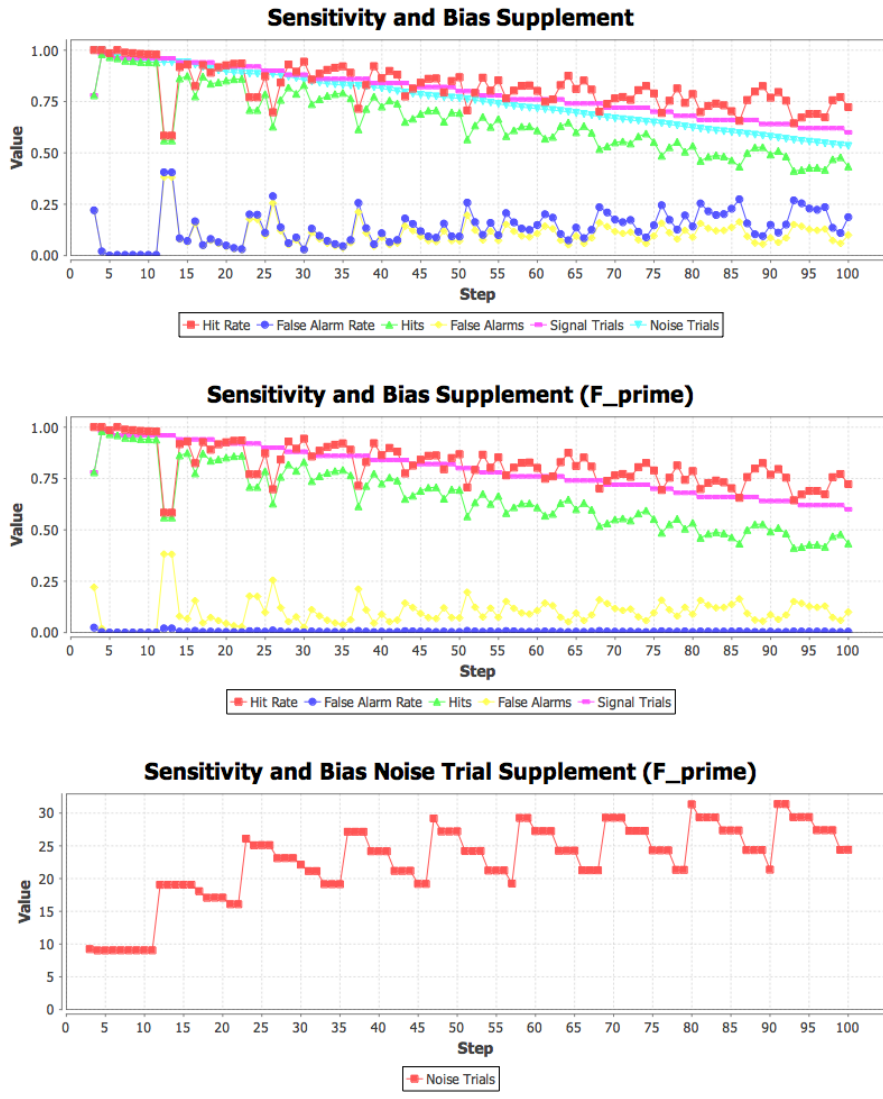 Sensitivity and Bias Supplement
1.00
0.75
0.50
0.25
0.00
Value
0 5 10 15 20 25 30 35 40 45 50 55 60 65 70 75 80 85 90 95 100
Step
Hit Rate False Alarm Rate Hits False Alarms Signal Trials Noise Trials
Sensitivity and Bias Supplement (F_prime)
1.00
0.75
0.50
0.25
0.00
Value
0 5 10 15 20 25 30 35 40 45 50 55 60 65 70 75 80 85 90 95 100
Step
Hit Rate False Alarm Rate Hits False Alarms Signal Trials
Sensitivity and Bias Noise Trial Supplement (F_prime)
30
25
20
15
10
5
0
Value
0 5 10 15 20 25 30 35 40 45 50 55 60 65 70 75 80 85 90 95 100
Step
Noise Trials